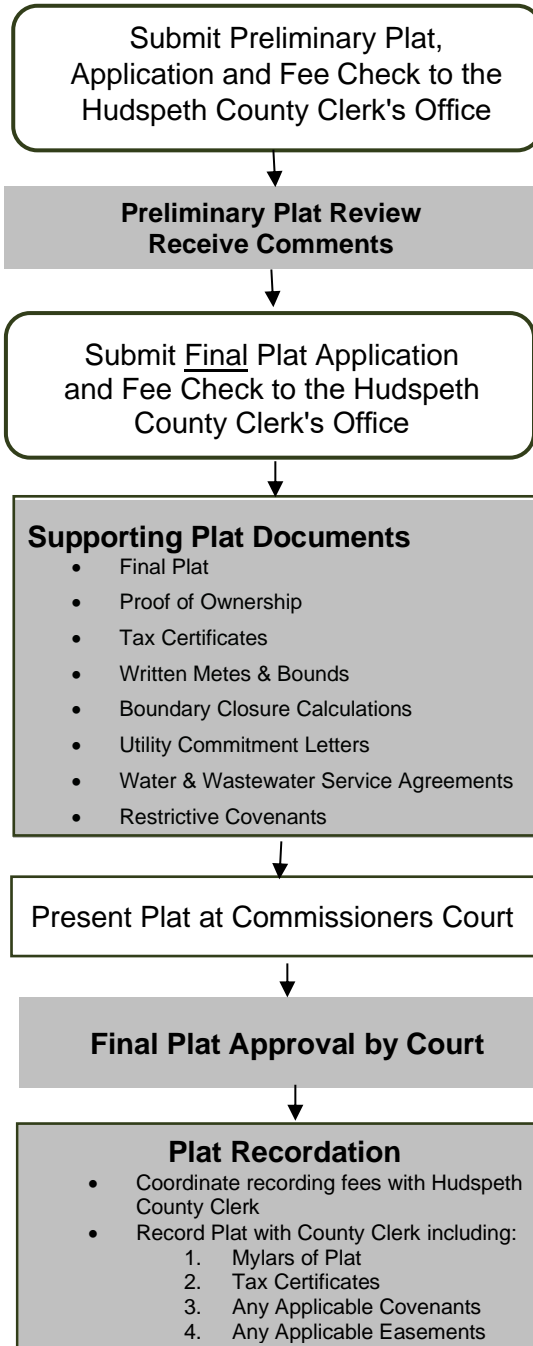 Submit Preliminary Plat,
Application and Fee Check to the
Hudspeth County Clerk's Office
Preliminary Plat Review
Receive Comments
Submit Final Plat Application
and Fee Check to the Hudspeth
County Clerk's Office
Supporting Plat Documents
• Final Plat
• Proof of Ownership
• Tax Certificates
• Written Metes & Bounds
• Boundary Closure Calculations
• Utility Commitment Letters
• Water & Wastewater Service Agreements
• Restrictive Covenants
Present Plat at Commissioners Court
Final Plat Approval by Court
Plat Recordation
• Coordinate recording fees with Hudspeth
County Clerk
• Record Plat with County Clerk including:
1. Mylars of Plat
2. Tax Certificates
3. Any Applicable Covenants
4. Any Applicable Easements